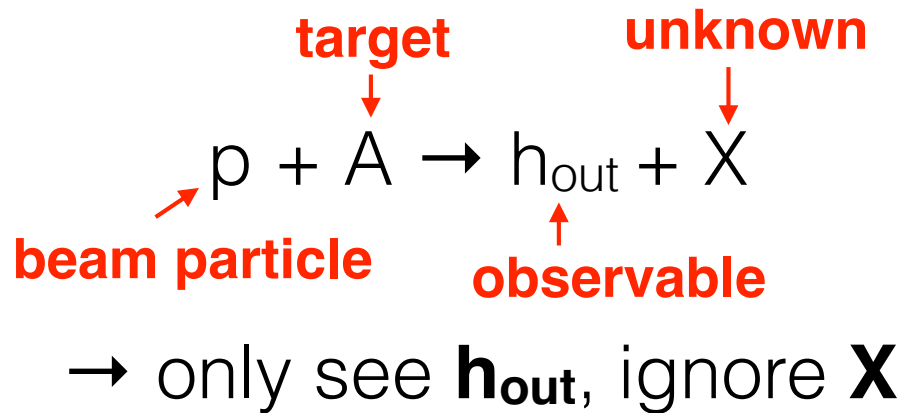 target unknown
p + A → hout + X
beam particle observable
→ only see hout, ignore X